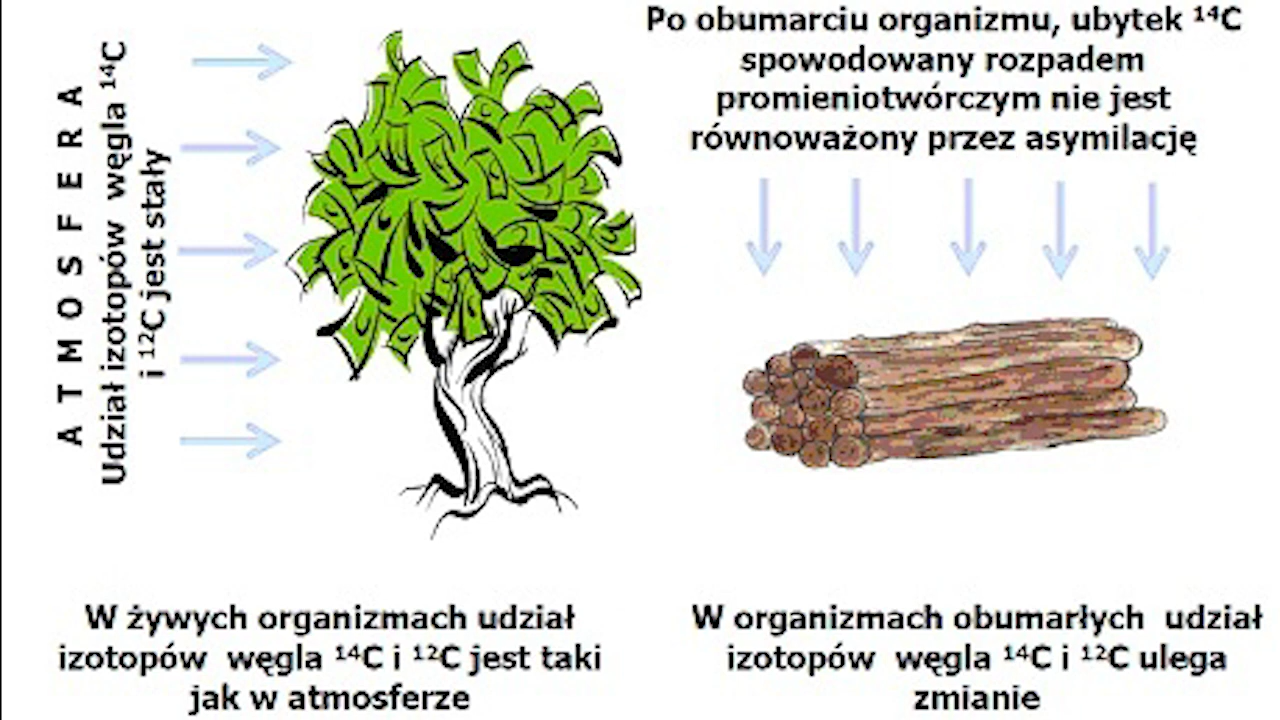 A T M O S F E R A
Udział izotopów węgla ¹⁴C
i ¹²C jest stały
Po obumarciu organizmu, ubytek ¹⁴C
spowodowany rozpadem
promieniotwórczym nie jest
równoważony przez asymilację
W żywych organizmach udział
izotopów węgla ¹⁴C i ¹²C jest taki
jak w atmosferze
W organizmach obumarłych udział
izotopów węgla ¹⁴C i ¹²C ulega
zmianie